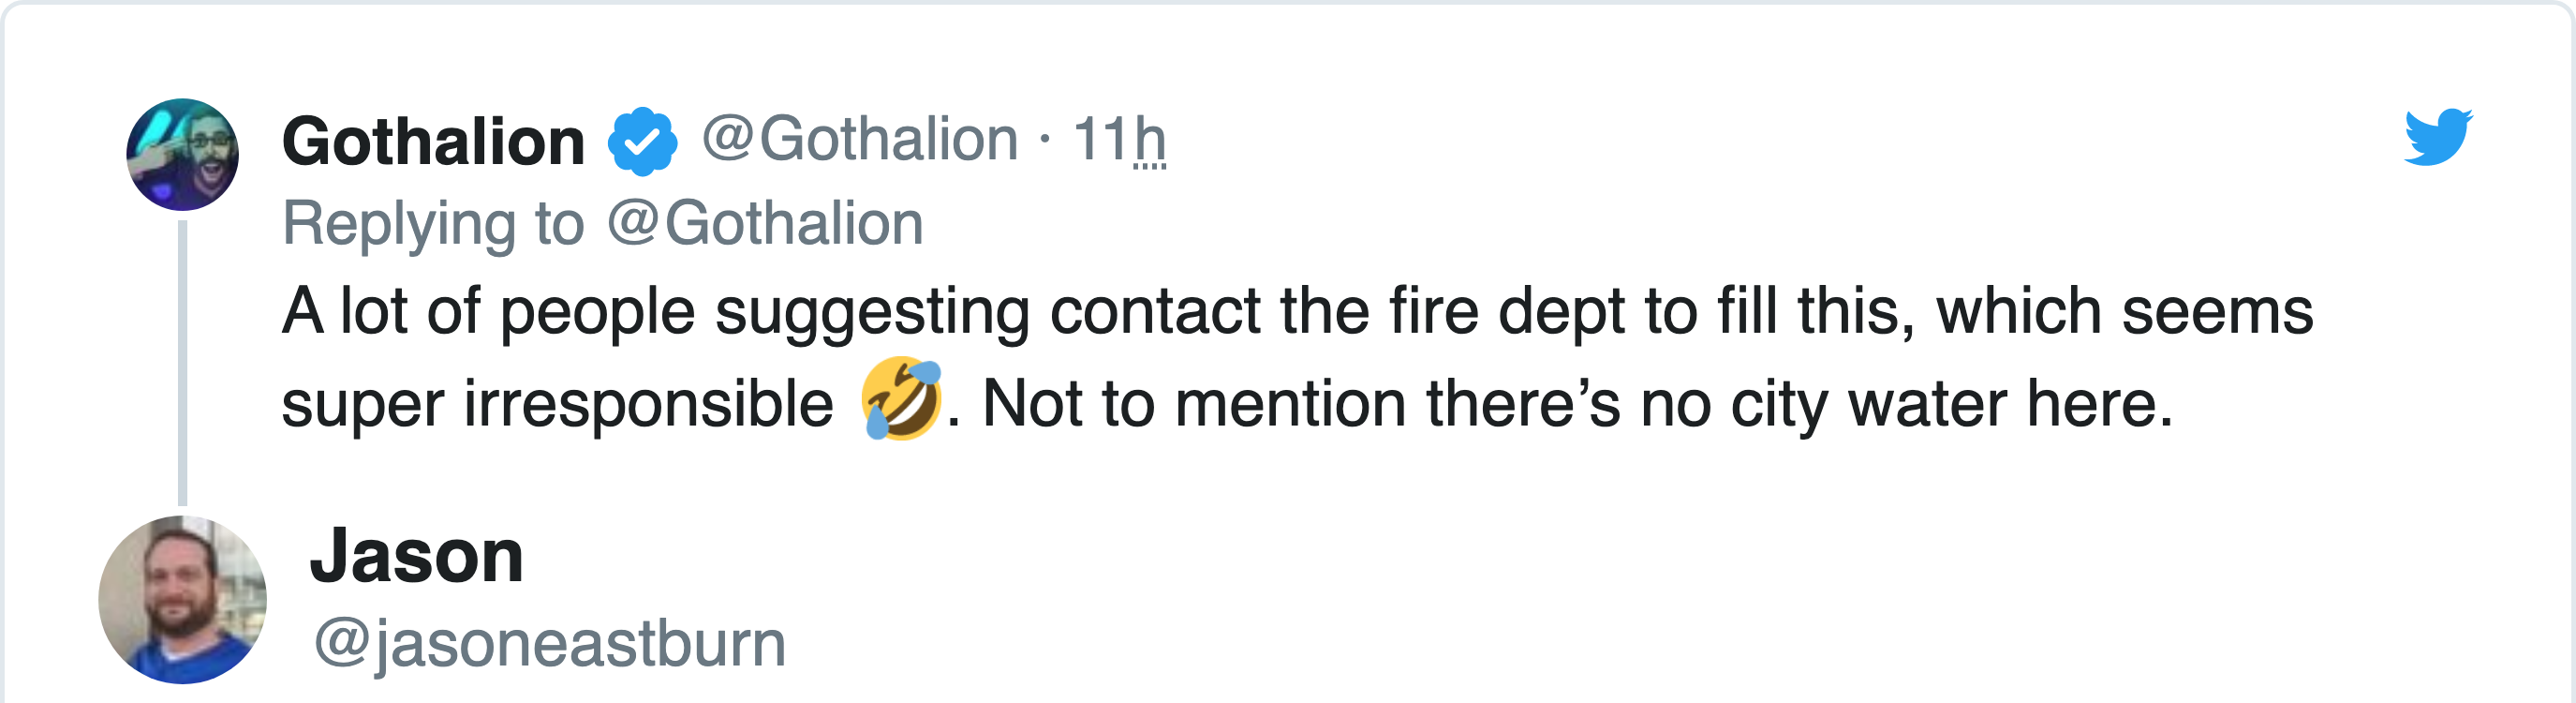 Gothalion @Gothalion · 11h
Replying to @Gothalion
A lot of people suggesting contact the fire dept to fill this, which seems
super irresponsible 🤣. Not to mention there’s no city water here.
Jason
@jasoneastburn